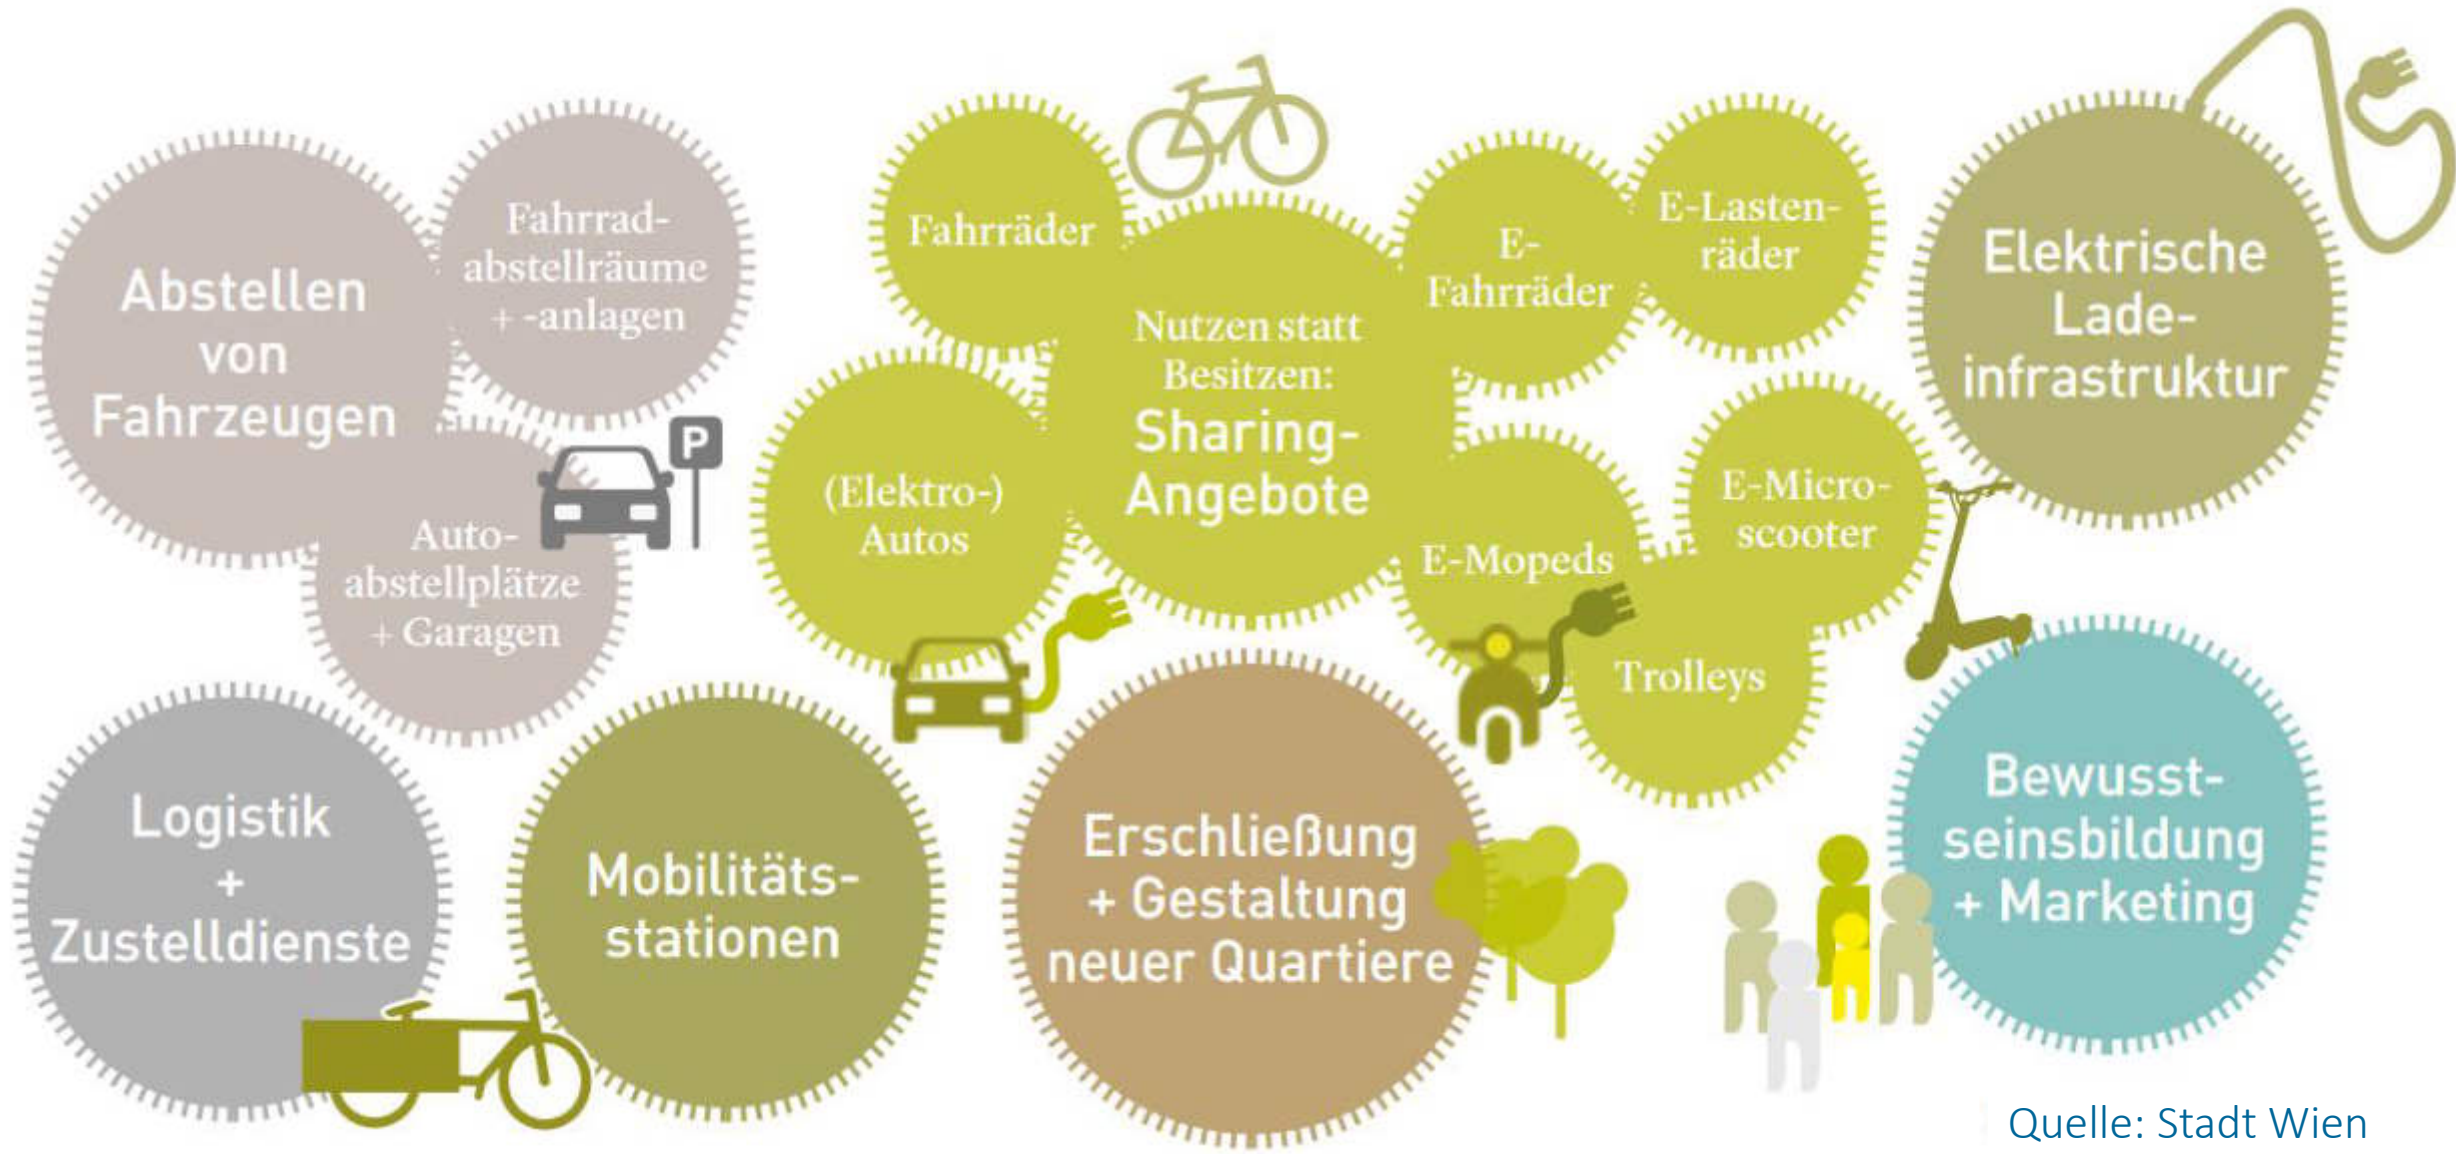 Abstellen
von
Fahrzeugen
Fahrrad-
abstellräume
+ -anlagen
Auto-
abstellplätze
+ Garagen
P
Fahrräder
Nutzen statt
Besitzen:
Sharing-
Angebote
(Elektro-)
Autos
E-
Fahrräder
E-Lasten-
räder
E-Mopeds
E-Micro-
scooter
Trolleys
Elektrische
Lade-
infrastruktur
Logistik
+
Zustelldienste
Mobilitäts-
stationen
Erschließung
+ Gestaltung
neuer Quartiere
Bewusst-
seinsbildung
+ Marketing
Quelle: Stadt Wien